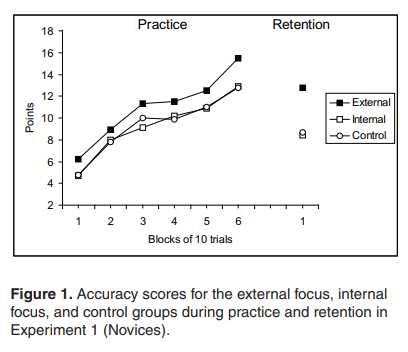 Practice Retention
18
16
14
12
10
8
6
4
2
Points
1 2 3 4 5 6 1
Blocks of 10 trials
External
Internal
Control
Figure 1. Accuracy scores for the external focus, internal
focus, and control groups during practice and retention in
Experiment 1 (Novices).